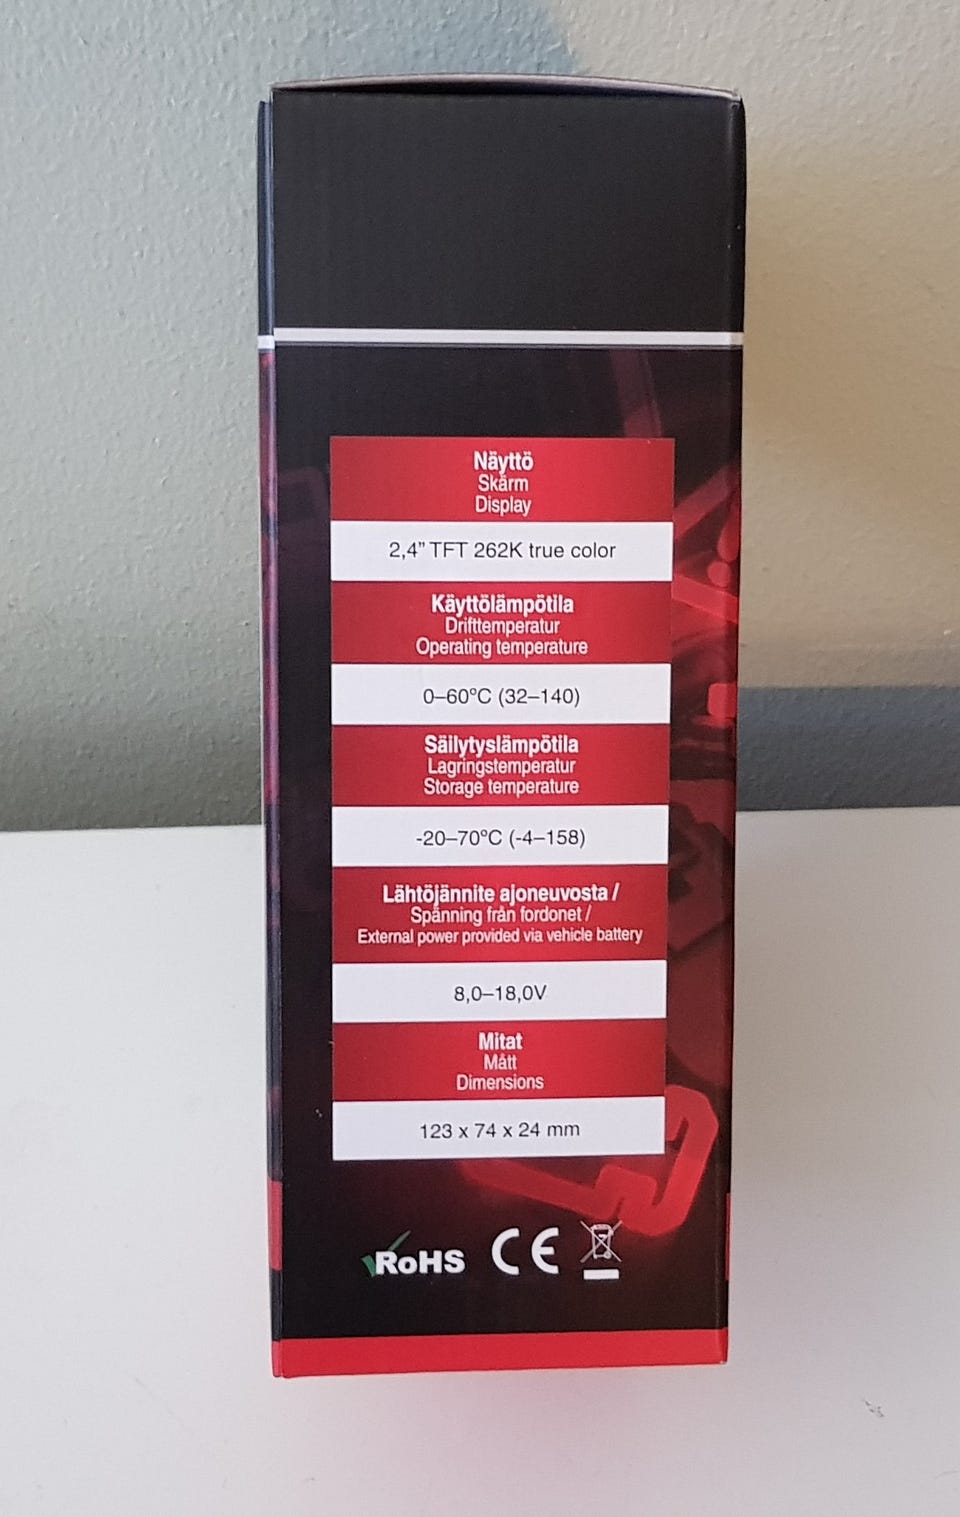 Näyttö
Skärm
Display
2,4” TFT 262K true color
Käyttölämpötila
Drifttemperatur
Operating temperature
0–60ºC (32–140)
Säilytyslämpötila
Lagringstemperatur
Storage temperature
-20–70ºC (-4–158)
Lähtöjännite ajoneuvosta /
Spänning från fordonet /
External power provided via vehicle battery
8,0–18,0V
Mitat
Mått
Dimensions
123 x 74 x 24 mm
RoHS CE